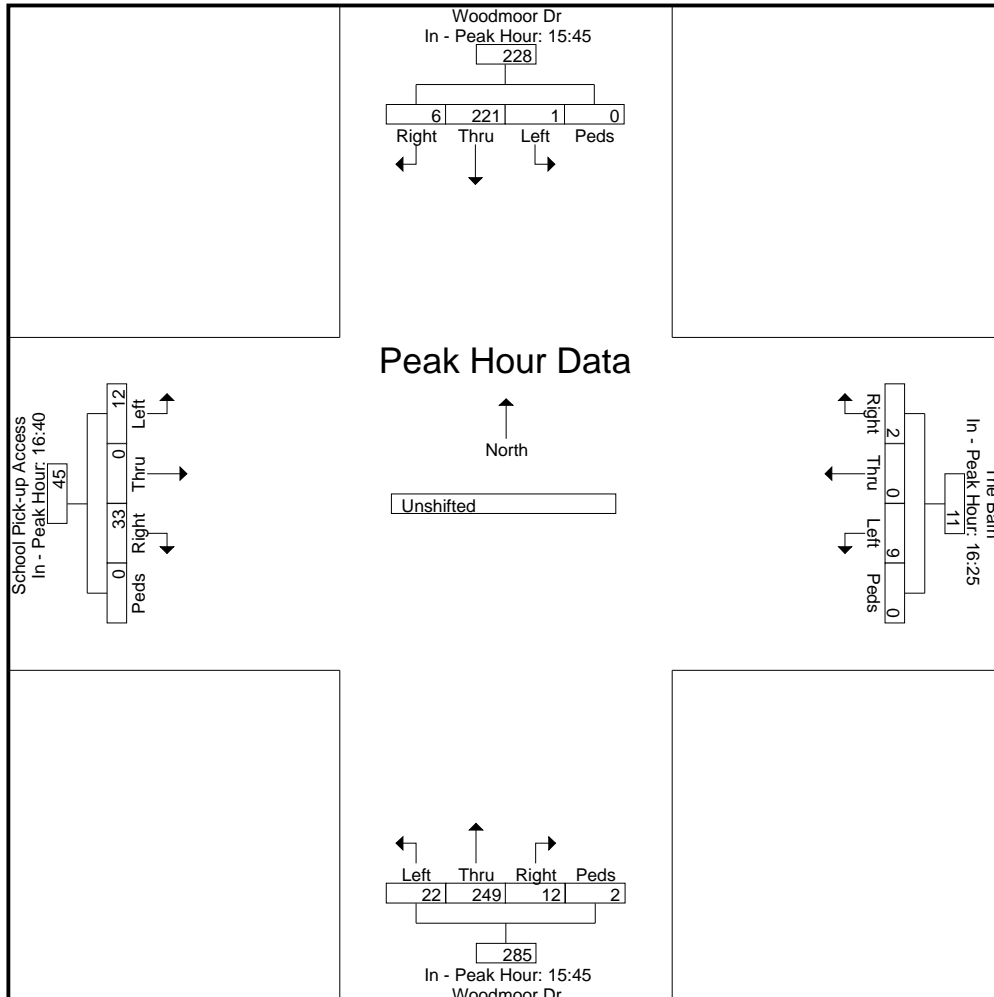 Woodmoor Dr
In - Peak Hour: 15:45
228
6 221 1 0
Right Thru Left Peds
Peak Hour Data
North
Unshifted
School Pick-up Access
In - Peak Hour: 16:40
45
12 0 33 0
Left Thru Right Peds
In - Peak Hour: 16:25
11
2 0 9 0
Right Thru Left Peds
Left Thru Right Peds
22 249 12 2
285
In - Peak Hour: 15:45
Woodmoor Dr